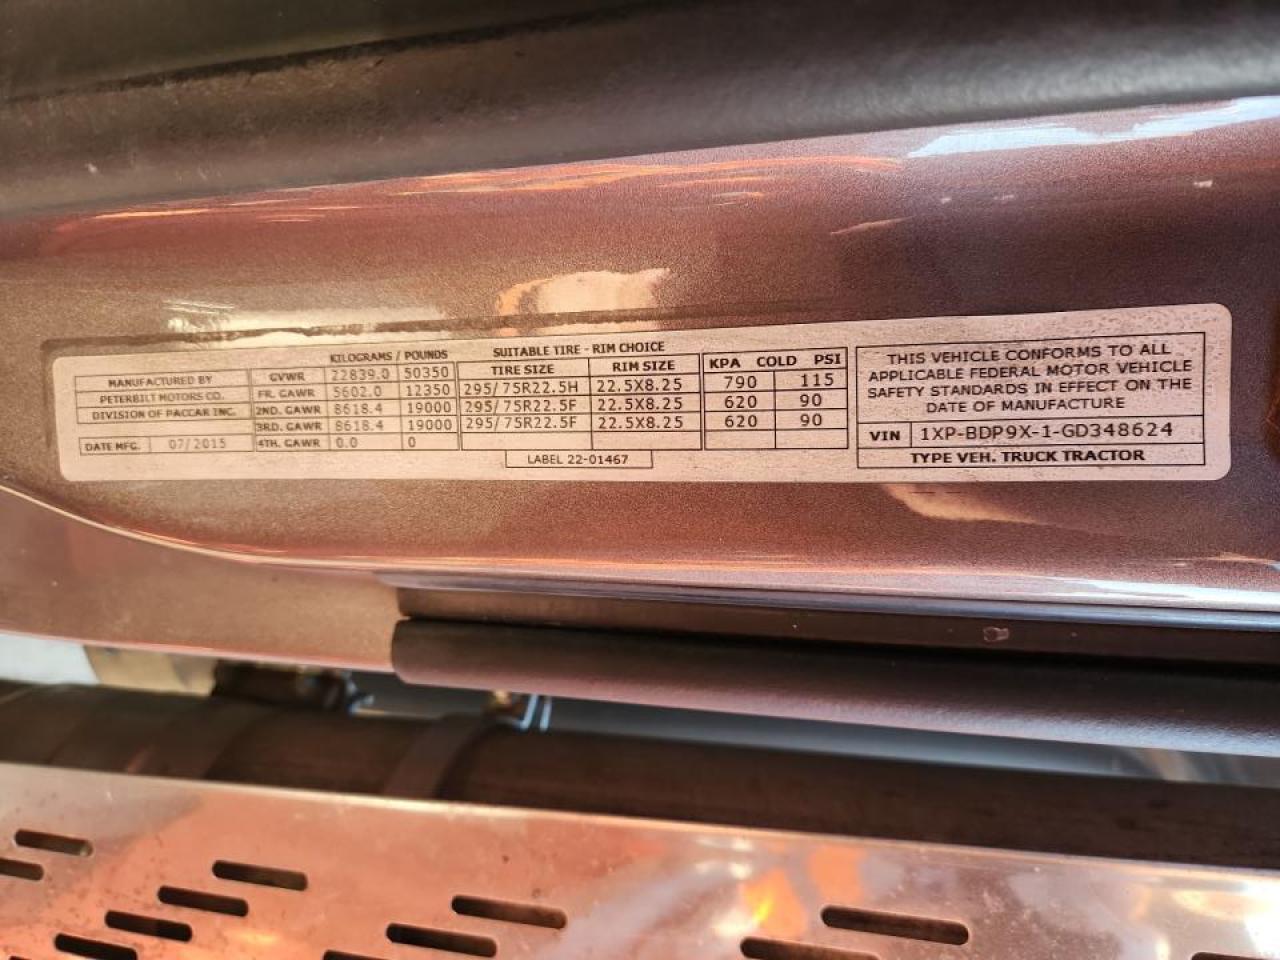 MANUFACTURED BY
PETERBILT MOTORS CO.
DIVISION OF PACCAR INC.
DATE MFG. 07/2015
KILOGRAMS / POUNDS
GVWR 22839.0 50350
FR. GAWR 5602.0 12350
2ND. GAWR 8618.4 19000
3RD. GAWR 8618.4 19000
4TH. GAWR 0.0 0
SUITABLE TIRE - RIM CHOICE
TIRE SIZE RIM SIZE
295/75R22.5H 22.5X8.25
295/75R22.5F 22.5X8.25
295/75R22.5F 22.5X8.25
LABEL 22-01467
KPA COLD PSI
790 115
620 90
620 90
THIS VEHICLE CONFORMS TO ALL
APPLICABLE FEDERAL MOTOR VEHICLE
SAFETY STANDARDS IN EFFECT ON THE
DATE OF MANUFACTURE
VIN 1XP-BDP9X-1-GD348624
TYPE VEH. TRUCK TRACTOR